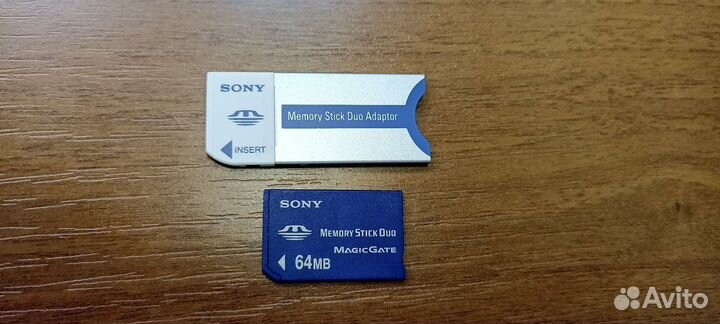 SONY
Memory Stick Duo Adaptor
INSERT
SONY
MEMORY STICK DUO
MAGICGATE
64MB
Avito